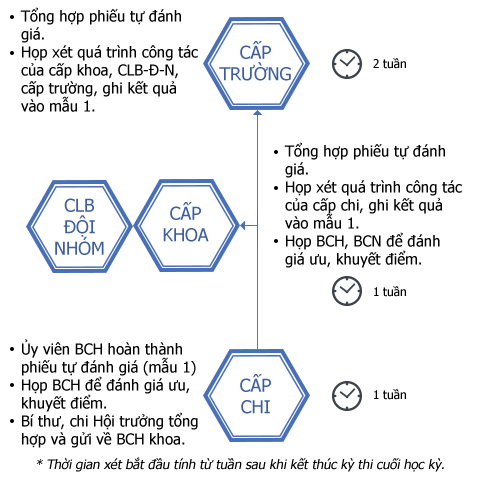 • Tổng hợp phiếu tự đánh
giá.
• Họp xét quá trình công tác
của cấp khoa, CLB-Đ-N,
cấp trường, ghi kết quả
vào mẫu 1.
CẤP
TRƯỜNG
2 tuần
• Tổng hợp phiếu tự đánh
giá.
• Họp xét quá trình công tác
của cấp chi, ghi kết quả
vào mẫu 1.
• Họp BCH, BCN để đánh
giá ưu, khuyết điểm.
1 tuần
CLB
ĐỘI
NHÓM
CẤP
KHOA
• Ủy viên BCH hoàn thành
phiếu tự đánh giá (mẫu 1)
• Họp BCH để đánh giá ưu,
khuyết điểm.
• Bí thư, chi Hội trưởng tổng
hợp và gửi về BCH khoa.
CẤP
CHI
1 tuần
* Thời gian xét bắt đầu tính từ tuần sau khi kết thúc kỳ thi cuối học kỳ.